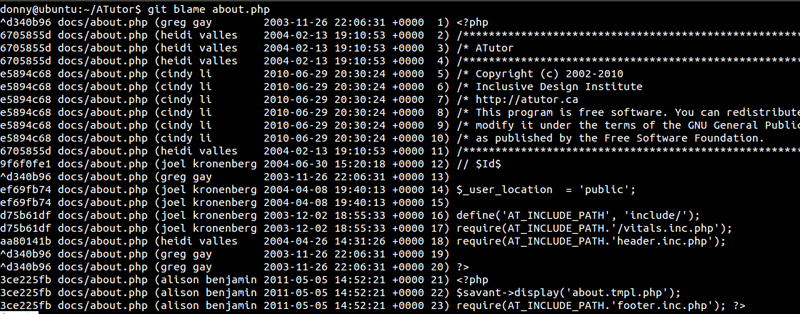 donny@ubuntu:~/ATutor$ git blame about.php
^d340b96 docs/about.php (greg gay        2003-11-26 22:06:31 +0000  1) <?php
6705855d docs/about.php (heidi valles    2004-02-13 19:10:53 +0000  2) /****************************************************
6705855d docs/about.php (heidi valles    2004-02-13 19:10:53 +0000  3) /* ATutor
6705855d docs/about.php (heidi valles    2004-02-13 19:10:53 +0000  4) /****************************************************
e5894c68 docs/about.php (cindy li        2010-06-29 20:30:24 +0000  5) /* Copyright (c) 2002-2010
e5894c68 docs/about.php (cindy li        2010-06-29 20:30:24 +0000  6) /* Inclusive Design Institute
e5894c68 docs/about.php (cindy li        2010-06-29 20:30:24 +0000  7) /* http://atutor.ca
e5894c68 docs/about.php (cindy li        2010-06-29 20:30:24 +0000  8) /* This program is free software. You can redistribute
e5894c68 docs/about.php (cindy li        2010-06-29 20:30:24 +0000  9) /* modify it under the terms of the GNU General Public
e5894c68 docs/about.php (cindy li        2010-06-29 20:30:24 +0000 10) /* as published by the Free Software Foundation.
6705855d docs/about.php (heidi valles    2004-02-13 19:10:53 +0000 11) /****************************************************
9f6f0fe1 docs/about.php (joel kronenberg 2004-06-30 15:20:18 +0000 12) // $Id$
^d340b96 docs/about.php (greg gay        2003-11-26 22:06:31 +0000 13)
ef69fb74 docs/about.php (joel kronenberg 2004-04-08 19:40:13 +0000 14) $_user_location  = 'public';
ef69fb74 docs/about.php (joel kronenberg 2004-04-08 19:40:13 +0000 15)
d75b61df docs/about.php (joel kronenberg 2003-12-02 18:55:33 +0000 16) define('AT_INCLUDE_PATH', 'include/');
d75b61df docs/about.php (joel kronenberg 2003-12-02 18:55:33 +0000 17) require(AT_INCLUDE_PATH.'/vitals.inc.php');
aa80141b docs/about.php (heidi valles    2004-04-26 14:31:26 +0000 18) require(AT_INCLUDE_PATH.'header.inc.php');
^d340b96 docs/about.php (greg gay        2003-11-26 22:06:31 +0000 19)
^d340b96 docs/about.php (greg gay        2003-11-26 22:06:31 +0000 20) ?>
3ce225fb docs/about.php (alison benjamin 2011-05-05 14:52:21 +0000 21) <?php
3ce225fb docs/about.php (alison benjamin 2011-05-05 14:52:21 +0000 22) $savant->display('about.tmpl.php');
3ce225fb docs/about.php (alison benjamin 2011-05-05 14:52:21 +0000 23) require(AT_INCLUDE_PATH.'footer.inc.php'); ?>